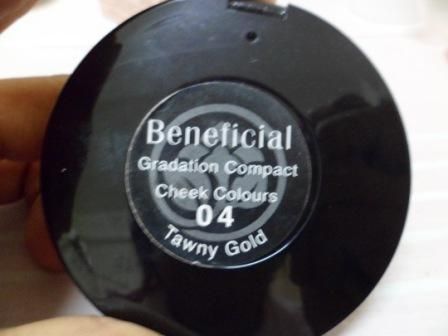 Beneficial
Gradation Compact
Cheek Colours
04
Tawny Gold